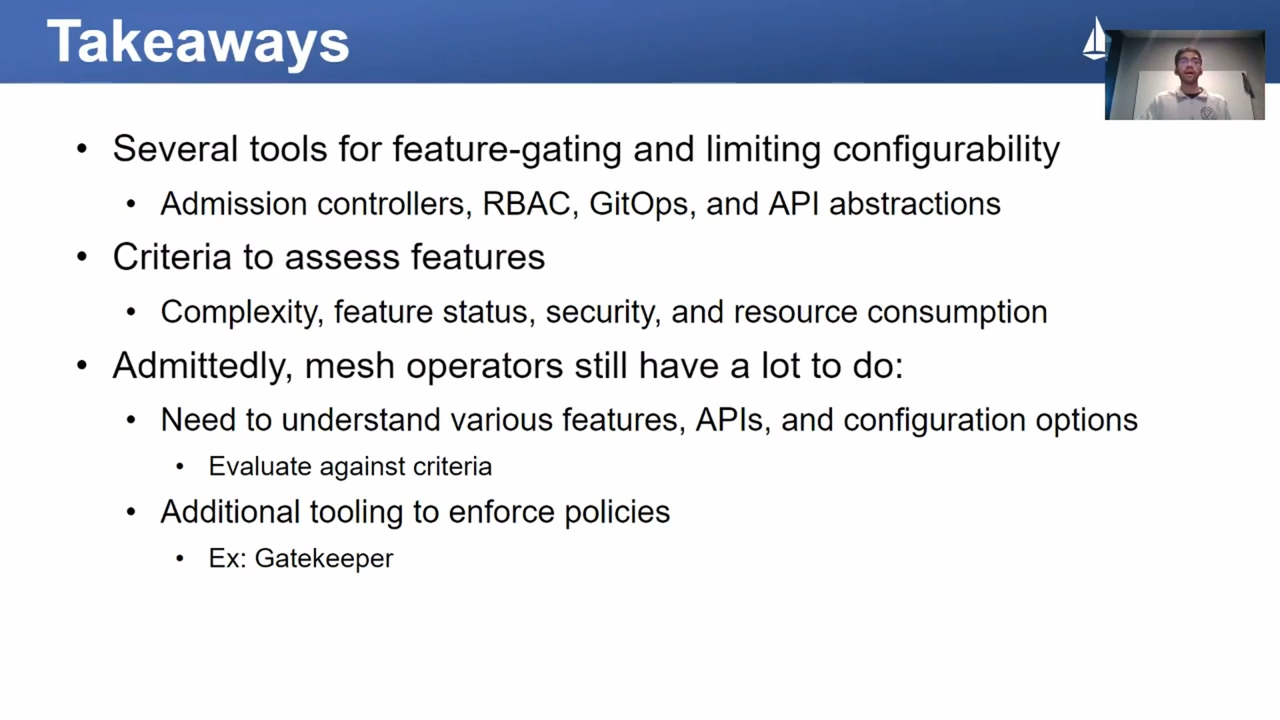 Takeaways
• Several tools for feature-gating and limiting configurability
• Admission controllers, RBAC, GitOps, and API abstractions
• Criteria to assess features
• Complexity, feature status, security, and resource consumption
• Admittedly, mesh operators still have a lot to do:
• Need to understand various features, APIs, and configuration options
• Evaluate against criteria
• Additional tooling to enforce policies
• Ex: Gatekeeper